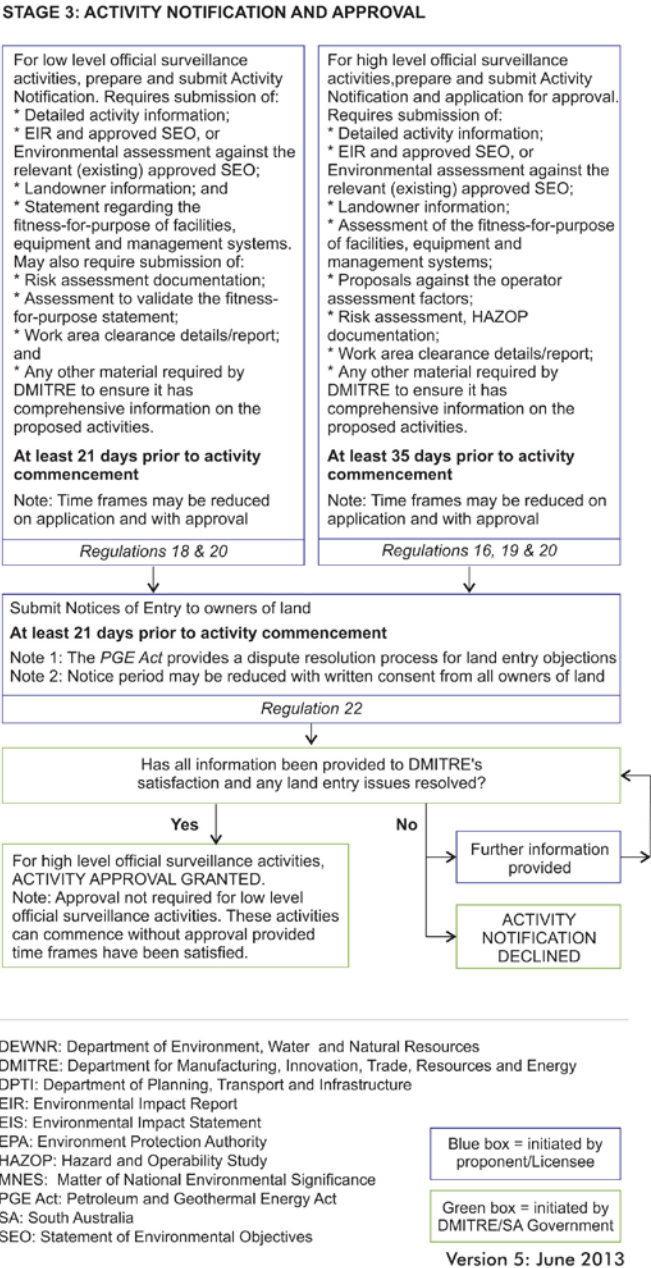 STAGE 3: ACTIVITY NOTIFICATION AND APPROVAL
For low level official surveillance
activities, prepare and submit Activity
Notification. Requires submission of:
* Detailed activity information;
* EIR and approved SEO, or
Environmental assessment against the
relevant (existing) approved SEO;
* Landowner information; and
* Statement regarding the
fitness-for-purpose of facilities,
equipment and management systems.
May also require submission of:
* Risk assessment documentation;
* Assessment to validate the fitness-
for-purpose statement;
* Work area clearance details/report;
and
* Any other material required by
DMITRE to ensure it has
comprehensive information on the
proposed activities.
At least 21 days prior to activity
commencement
Note: Time frames may be reduced
on application and with approval
Regulations 18 & 20
For high level official surveillance
activities,prepare and submit Activity
Notification and application for approval.
Requires submission of:
* Detailed activity information;
* EIR and approved SEO, or
Environmental assessment against the
relevant (existing) approved SEO;
* Landowner information;
* Assessment of the fitness-for-purpose
of facilities, equipment and
management systems;
* Proposals against the operator
assessment factors;
* Risk assessment, HAZOP
documentation;
* Work area clearance details/report;
* Any other material required by
DMITRE to ensure it has
comprehensive information on the
proposed activities.
At least 35 days prior to activity
commencement
Note: Time frames may be reduced on
application and with approval
Regulations 16, 19 & 20
Submit Notices of Entry to owners of land
At least 21 days prior to activity commencement
Note 1: The PGE Act provides a dispute resolution process for land entry objections
Note 2: Notice period may be reduced with written consent from all owners of land
Regulation 22
Has all information been provided to DMITRE's
satisfaction and any land entry issues resolved?
Yes
No
For high level official surveillance activities,
ACTIVITY APPROVAL GRANTED.
Note: Approval not required for low level
official surveillance activities. These activities
can commence without approval provided
time frames have been satisfied.
Further information
provided
ACTIVITY
NOTIFICATION
DECLINED
DEWNR: Department of Environment, Water and Natural Resources
DMITRE: Department for Manufacturing, Innovation, Trade, Resources and Energy
DPTI: Department of Planning, Transport and Infrastructure
EIR: Environmental Impact Report
EIS: Environmental Impact Statement
EPA: Environment Protection Authority
HAZOP: Hazard and Operability Study
MNES: Matter of National Environmental Significance
PGE Act: Petroleum and Geothermal Energy Act
SA: South Australia
SEO: Statement of Environmental Objectives
Blue box = initiated by
proponent/Licensee
Green box = initiated by
DMITRE/SA Government
Version 5: June 2013